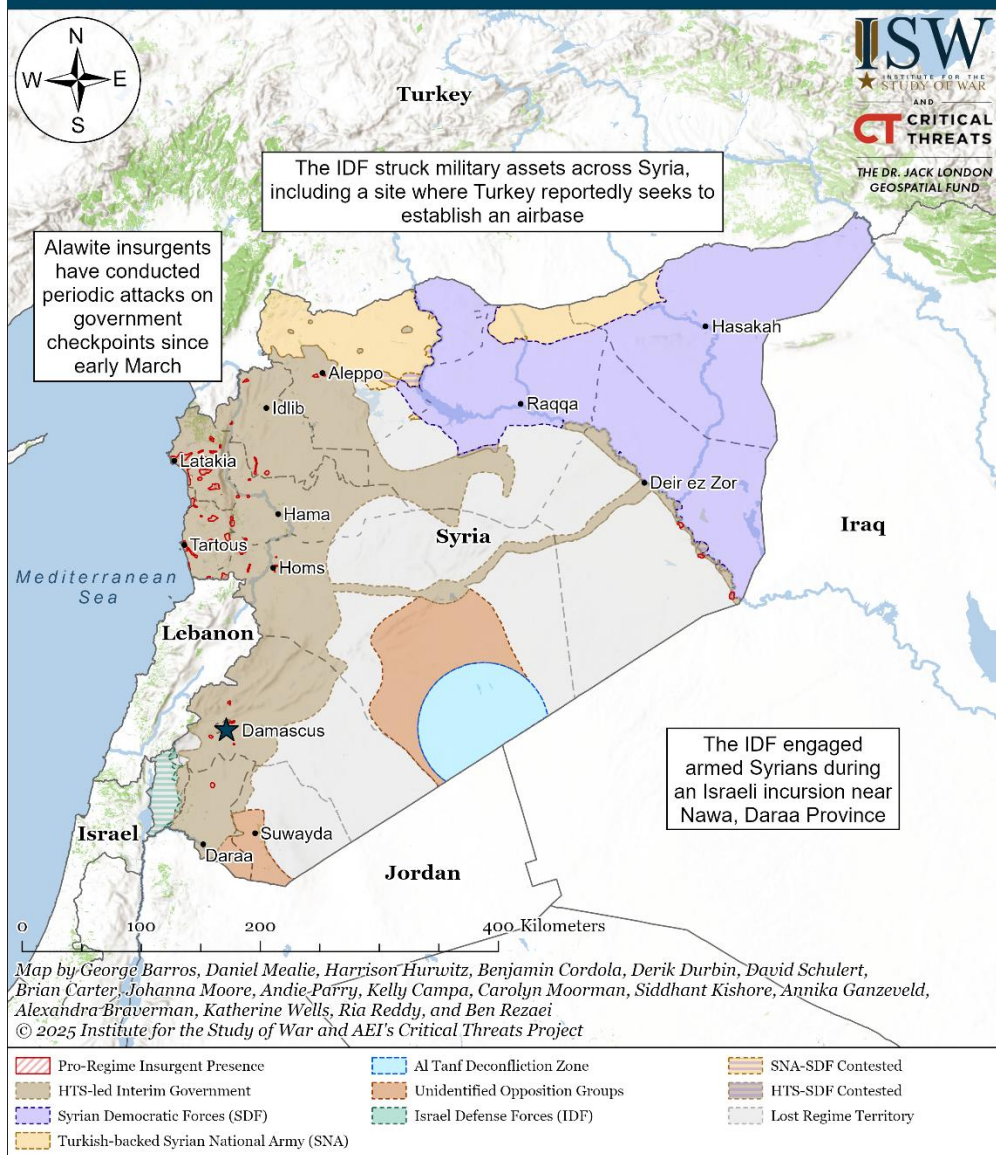 N
W E
S
ISW
INSTITUTE FOR THE
STUDY OF WAR
AND
CT CRITICAL
THREATS
THE DR. JACK LONDON
GEOSPATIAL FUND
Turkey
The IDF struck military assets across Syria,
including a site where Turkey reportedly seeks to
establish an airbase
Alawite insurgents
have conducted
periodic attacks on
government
checkpoints since
early March
Hasakah
Aleppo
Idlib
Raqqa
Latakia
Deir ez Zor
Hama
Syria
Iraq
Tartous
Homs
Mediterranean
Sea
Lebanon
Damascus
The IDF engaged
armed Syrians during
an Israeli incursion near
Nawa, Daraa Province
Israel
Suwayda
Daraa
Jordan
0 100 200 400 Kilometers
Map by George Barros, Daniel Mealie, Harrison Hurwitz, Benjamin Cordola, Derik Durbin, David Schulert,
Brian Carter, Johanna Moore, Andie Parry, Kelly Campa, Carolyn Moorman, Siddhant Kishore, Annika Ganzeveld,
Alexandra Braverman, Katherine Wells, Ria Reddy, and Ben Rezaei
© 2025 Institute for the Study of War and AEI's Critical Threats Project
Pro-Regime Insurgent Presence
HTS-led Interim Government
Syrian Democratic Forces (SDF)
Turkish-backed Syrian National Army (SNA)
Al Tanf Deconfliction Zone
Unidentified Opposition Groups
Israel Defense Forces (IDF)
SNA-SDF Contested
HTS-SDF Contested
Lost Regime Territory